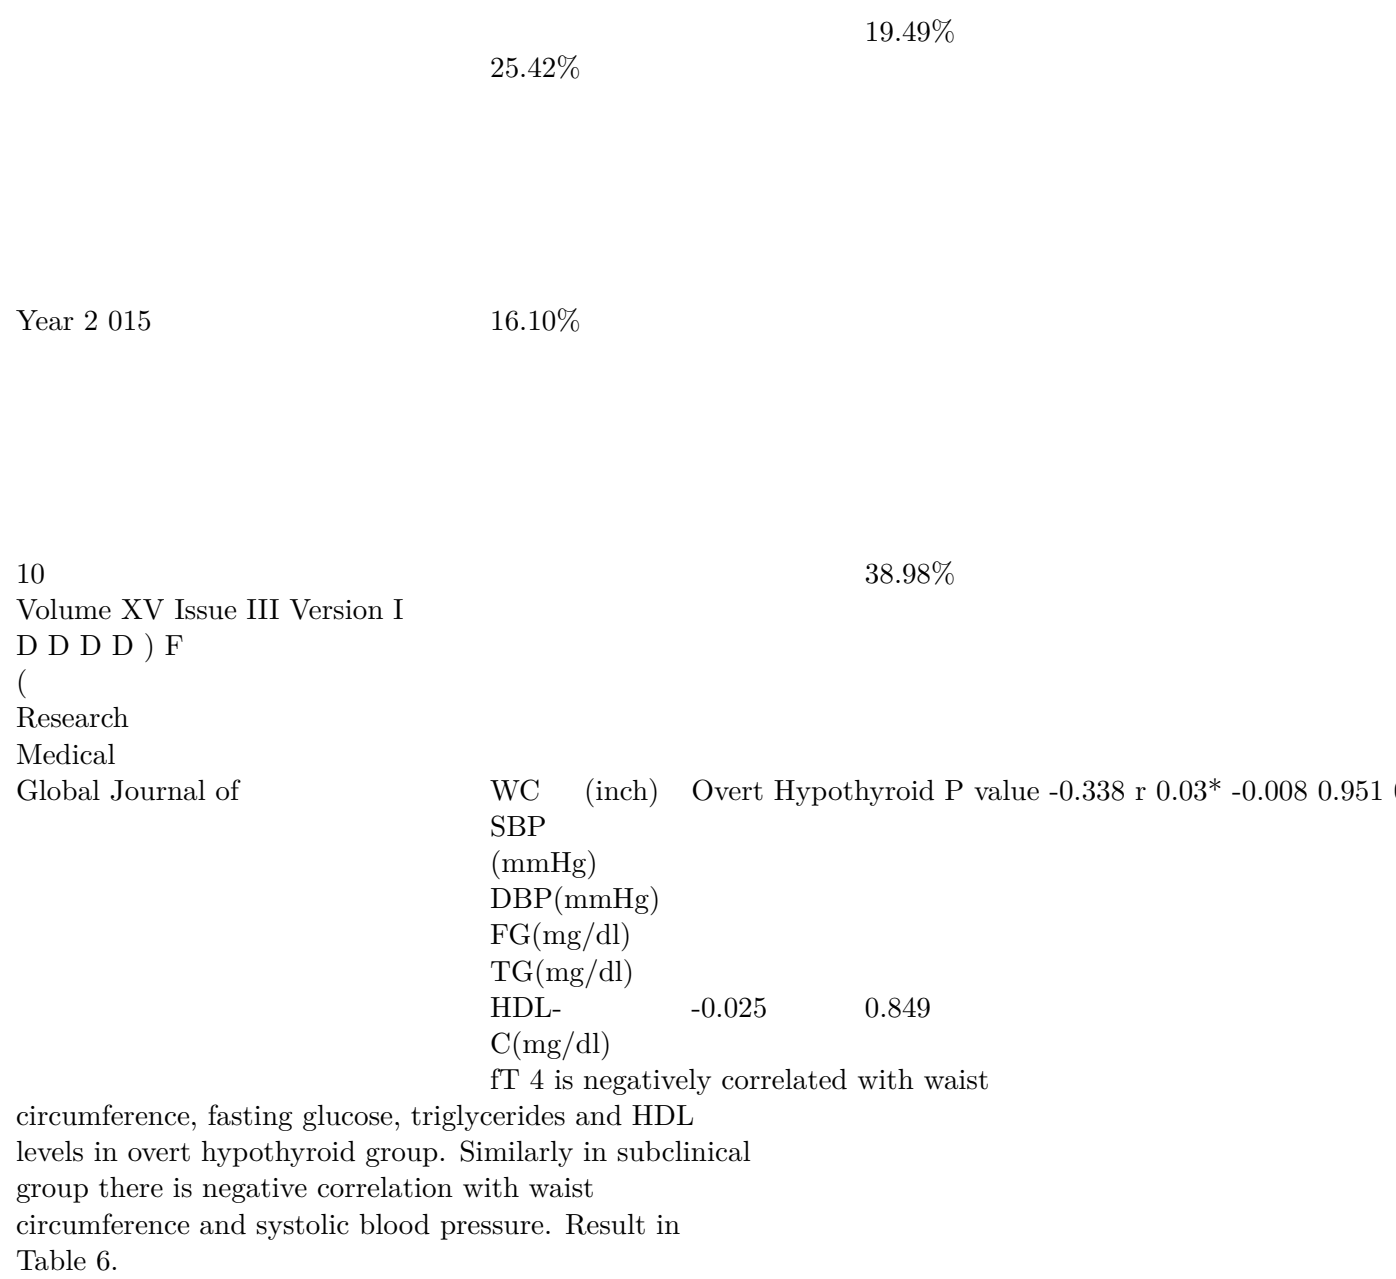 19.49%
25.42%
Year 2 015 16.10%
10 38.98%
Volume XV Issue III Version I
D D D D ) F
(
Research
Medical
Global Journal of WC (inch) Overt Hypothyroid P value -0.338 r 0.03* -0.008 0.951
SBP
(mmHg)
DBP(mmHg)
FG(mg/dl)
TG(mg/dl)
HDL- -0.025 0.849
C(mg/dl)
fT 4 is negatively correlated with waist
circumference, fasting glucose, triglycerides and HDL
levels in overt hypothyroid group. Similarly in subclinical
group there is negative correlation with waist
circumference and systolic blood pressure. Result in
Table 6.